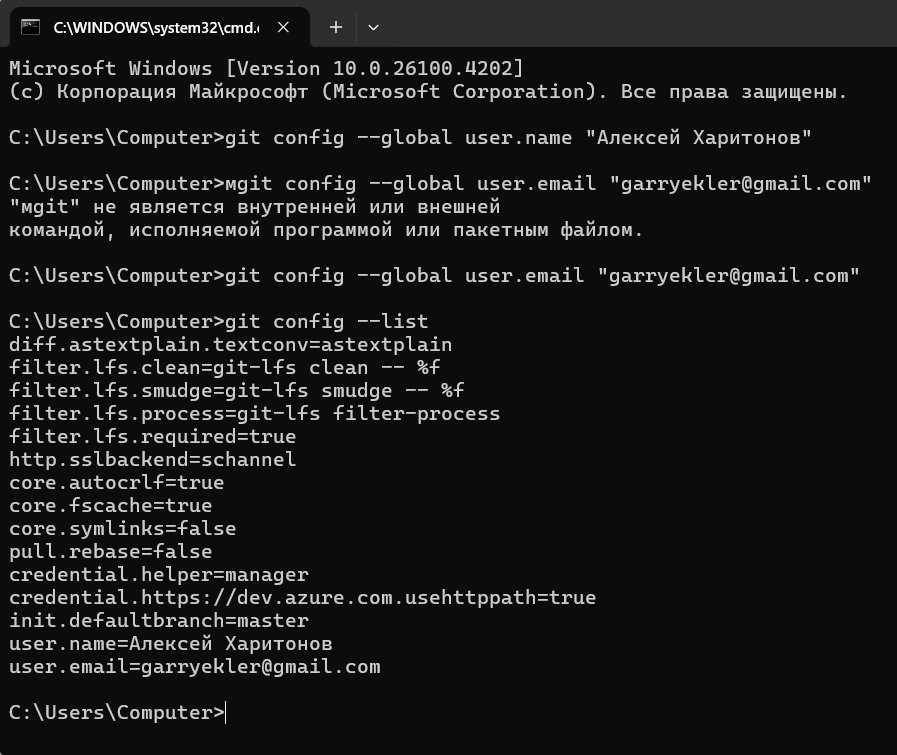 C:\WINDOWS\system32\cmd.e
Microsoft Windows [Version 10.0.26100.4202]
(c) Корпорация Майкрософт (Microsoft Corporation). Все права защищены.
C:\Users\Computer>git config --global user.name "Алексей Харитонов"
C:\Users\Computer>мgit config --global user.email "garryekler@gmail.com"
"мgit" не является внутренней или внешней
командой, исполняемой программой или пакетным файлом.
C:\Users\Computer>git config --global user.email "garryekler@gmail.com"
C:\Users\Computer>git config --list
diff.astextplain.textconv=astextplain
filter.lfs.clean=git-lfs clean -- %f
filter.lfs.smudge=git-lfs smudge -- %f
filter.lfs.process=git-lfs filter-process
filter.lfs.required=true
http.sslbackend=schannel
core.autocrlf=true
core.fscache=true
core.symlinks=false
pull.rebase=false
credential.helper=manager
credential.https://dev.azure.com.usehttppath=true
init.defaultbranch=master
user.name=Алексей Харитонов
user.email=garryekler@gmail.com
C:\Users\Computer>